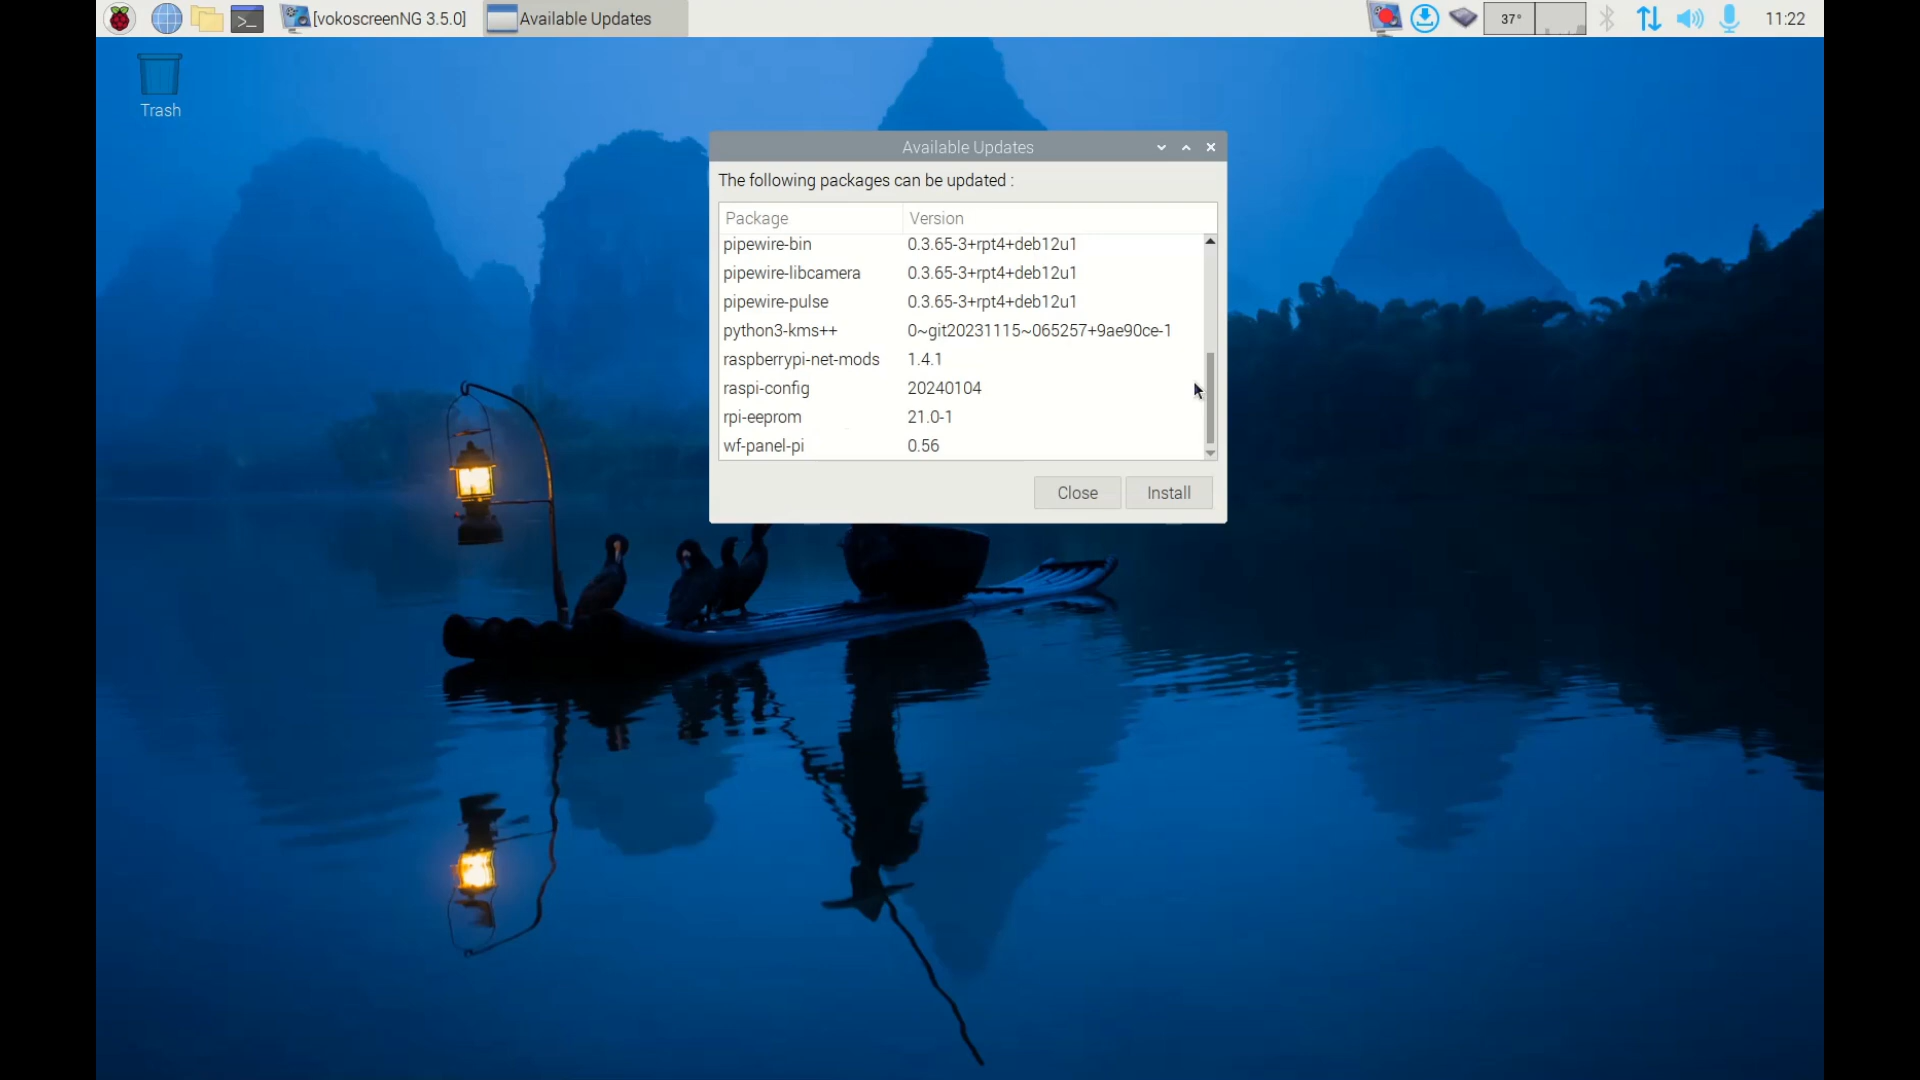 [vokoscreenNG 3.5.0] Available Updates 37° 11:22
Trash
Available Updates
The following packages can be updated :
Package Version
pipewire-bin 0.3.65-3+rpt4+deb12u1
pipewire-libcamera 0.3.65-3+rpt4+deb12u1
pipewire-pulse 0.3.65-3+rpt4+deb12u1
python3-kms++ 0~git20231115~065257+9ae90ce-1
raspberrypi-net-mods 1.4.1
raspi-config 20240104
rpi-eeprom 21.0-1
wf-panel-pi 0.56
Close Install